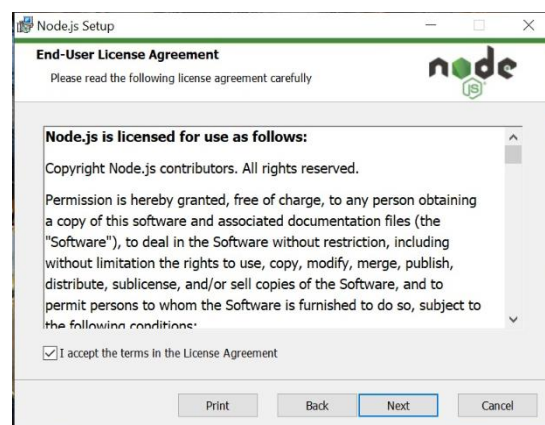 Node.js Setup
End-User License Agreement
Please read the following license agreement carefully
node
JS
Node.js is licensed for use as follows:
Copyright Node.js contributors. All rights reserved.
Permission is hereby granted, free of charge, to any person obtaining
a copy of this software and associated documentation files (the
"Software"), to deal in the Software without restriction, including
without limitation the rights to use, copy, modify, merge, publish,
distribute, sublicense, and/or sell copies of the Software, and to
permit persons to whom the Software is furnished to do so, subject to
the following conditions:
I accept the terms in the License Agreement
Print Back Next Cancel